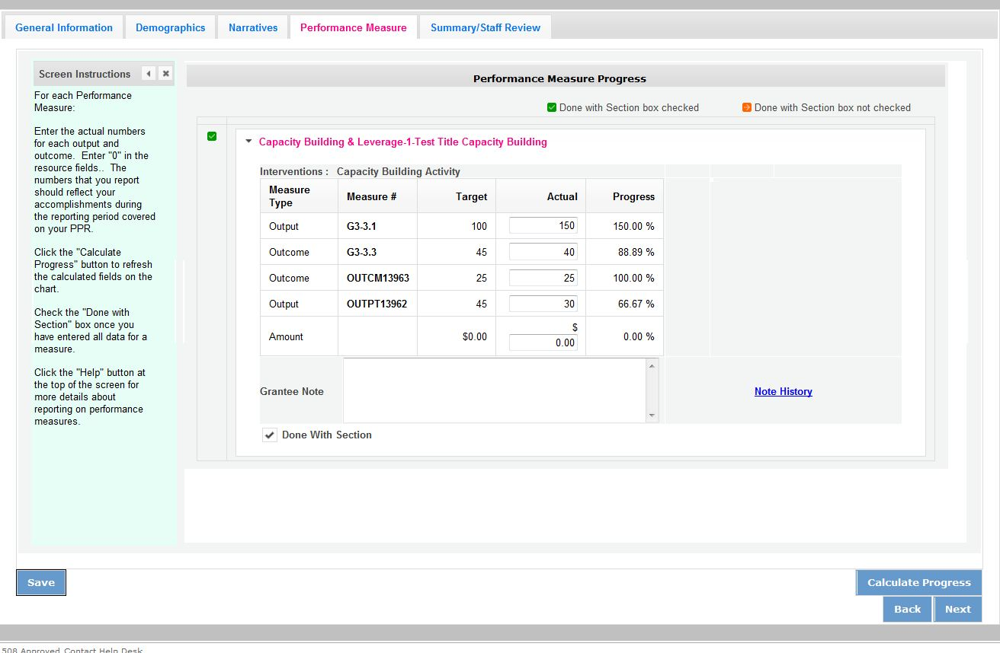 General Information
Demographics
Narratives
Performance Measure
Summary/Staff Review
Screen Instructions
For each Performance
Measure:
Enter the actual numbers
for each output and
outcome.  Enter "0" in the
resource fields..  The
numbers that you report
should reflect your
accomplishments during
the reporting period covered
on your PPR.
Click the "Calculate
Progress" button to refresh
the calculated fields on the
chart.
Check the "Done with
Section" box once you
have entered all data for a
measure.
Click the "Help" button at
the top of the screen for
more details about
reporting on performance
measures.
Performance Measure Progress
Done with Section box checked
Done with Section box not checked
Capacity Building & Leverage-1-Test Title Capacity Building
Interventions : Capacity Building Activity
Measure
Type
Measure # Target Actual Progress
Output G3-3.1 100 150 150.00 %
Outcome G3-3.3 45 40 88.89 %
Outcome OUTCM13963 25 25 100.00 %
Output OUTPT13962 45 30 66.67 %
$
Amount $0.00 0.00 0.00 %
Grantee Note
Note History
Done With Section
Save
Calculate Progress
Back
Next
508 Approved Contact Help Desk